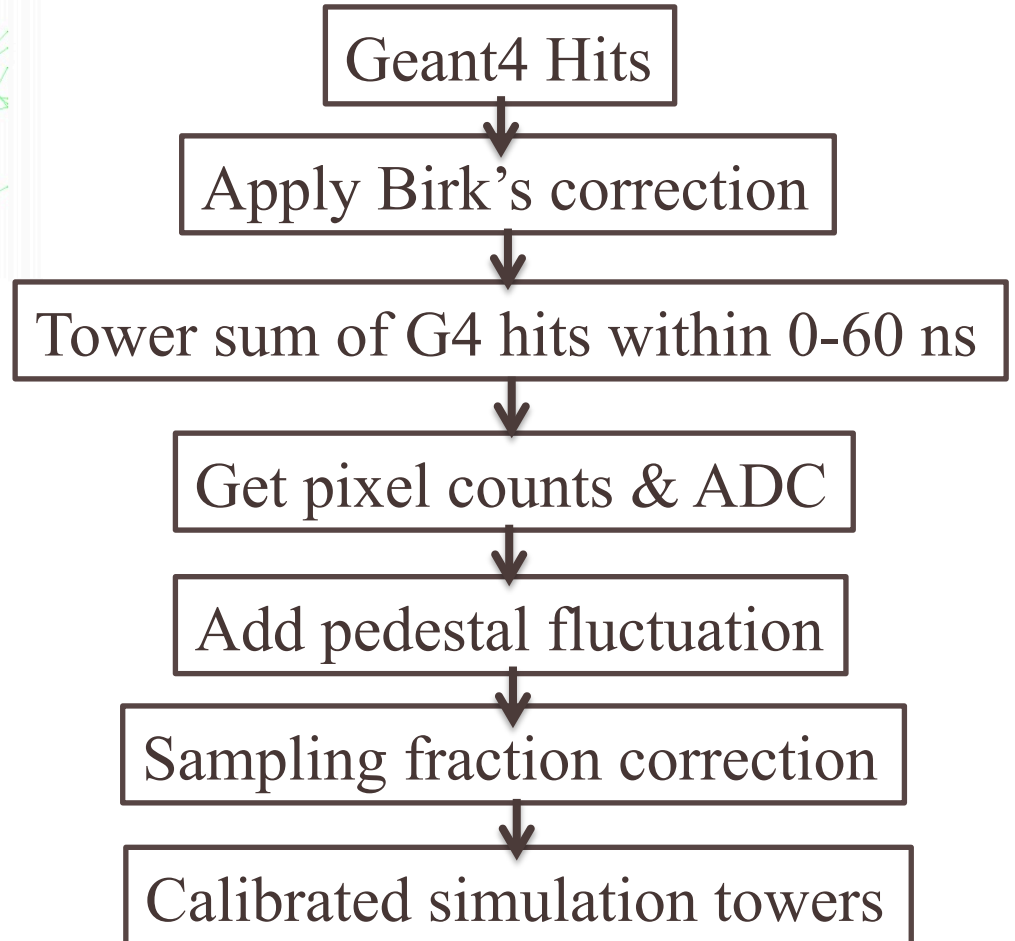 Geant4 Hits
Apply Birk’s correction
Tower sum of G4 hits within 0-60 ns
Get pixel counts & ADC
Add pedestal fluctuation
Sampling fraction correction
Calibrated simulation towers